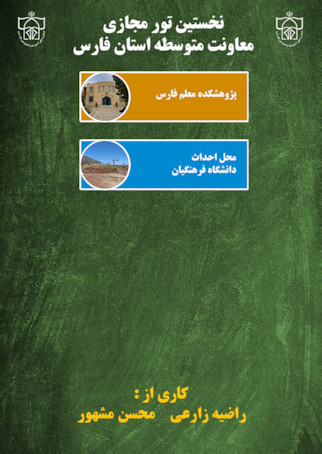 نخستین تور مجازی
معاونت متوسطه استان فارس
پژوهشکده معلم فارس
محل احداث
دانشگاه فرهنگیان
کاری از :
راضیه زارعی محسن مشهور